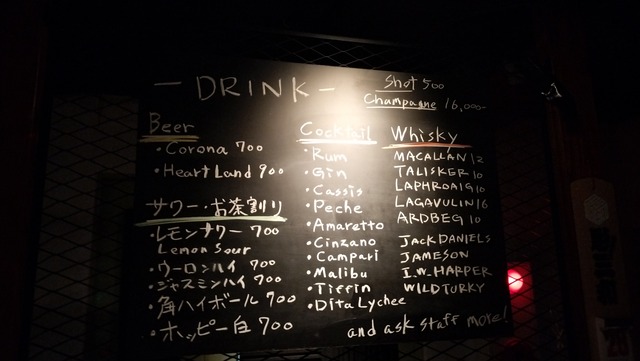 — DRINK —
Shot 500
Champagne 16,000-
Beer
・Corona 700
・HeartLand 900
サワー・お茶割り
・レモンサワー 700
Lemon Sour
・ウーロンハイ 700
・ジャスミンハイ 700
・角ハイボール 700
・ホッピー白 700
Cocktail
・Rum
・Gin
・Cassis
・Peche
・Amaretto
・Cinzano
・Campari
・Malibu
・Tiffin
・Dita Lychee
Whisky
MACALLAN 12
TALISKER 10
LAPHROAIG 10
LAGAVULIN 16
ARDBEG 10
JACK DANIELS
JAMESON
I.W.HARPER
WILD TURKY
and ask staff more!